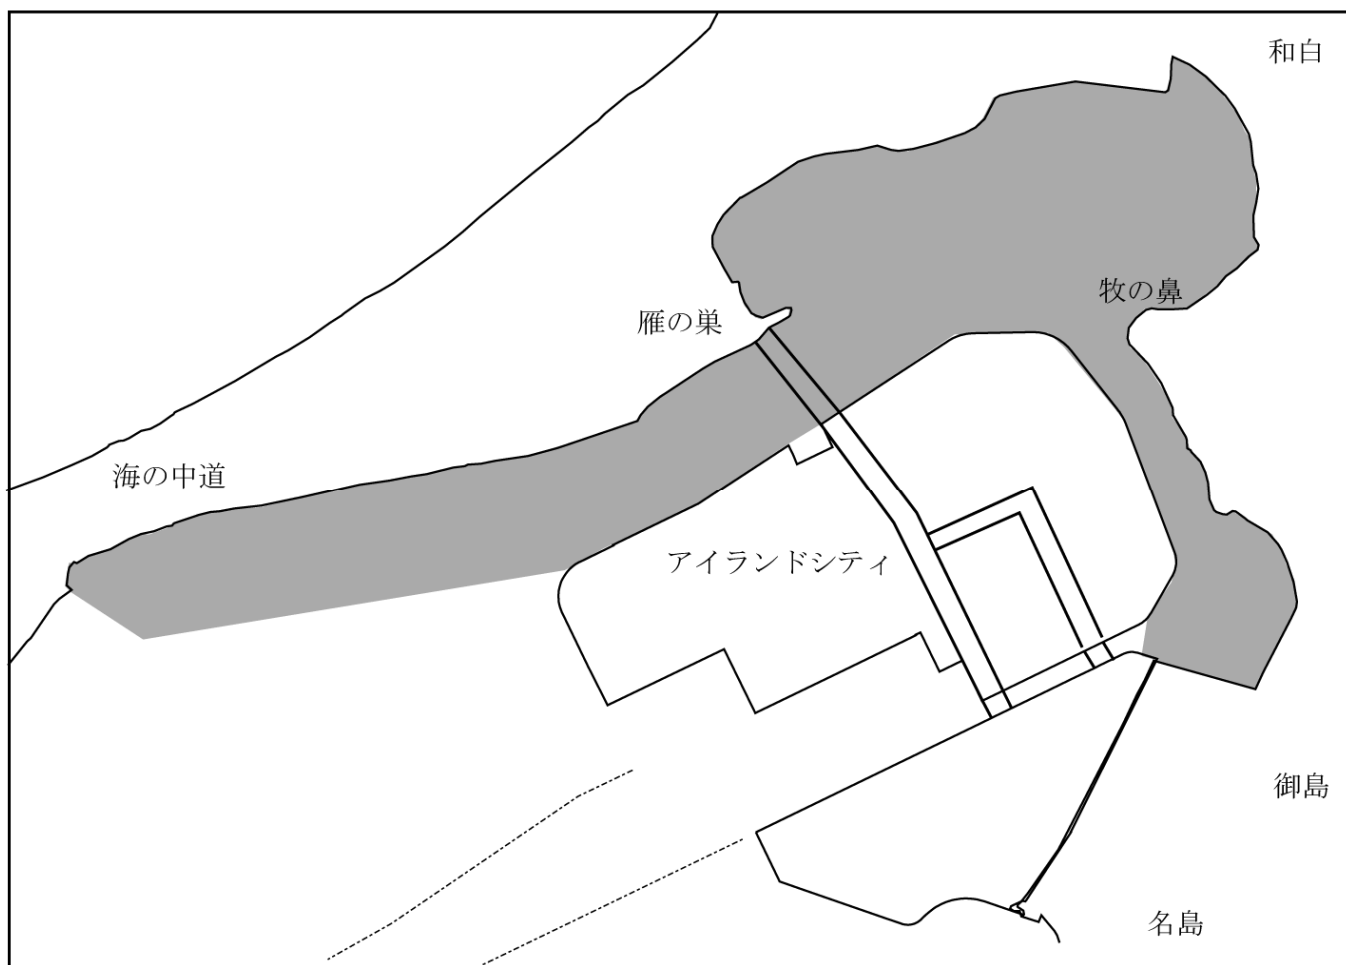 和白
牧の鼻
雁の巣
海の中道
アイランドシティ
御島
名島